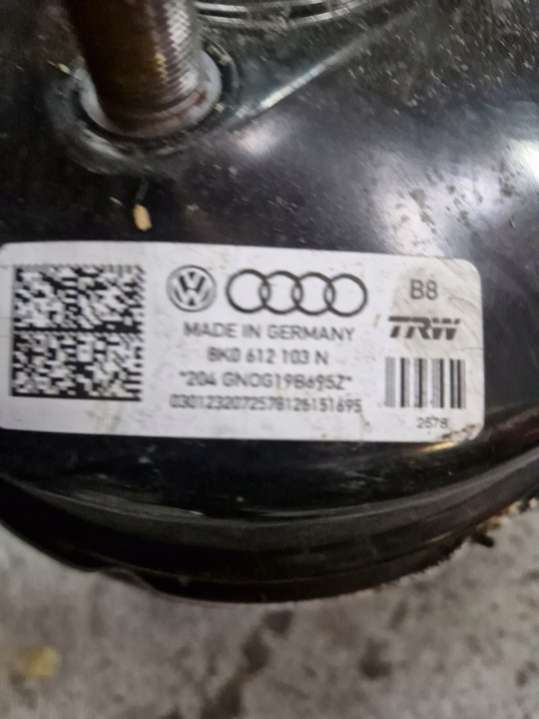 B8
MADE IN GERMANY
TRW
8K0 612 103 N
*204 GNOG19B695Z*
0301232072578126151695
2578